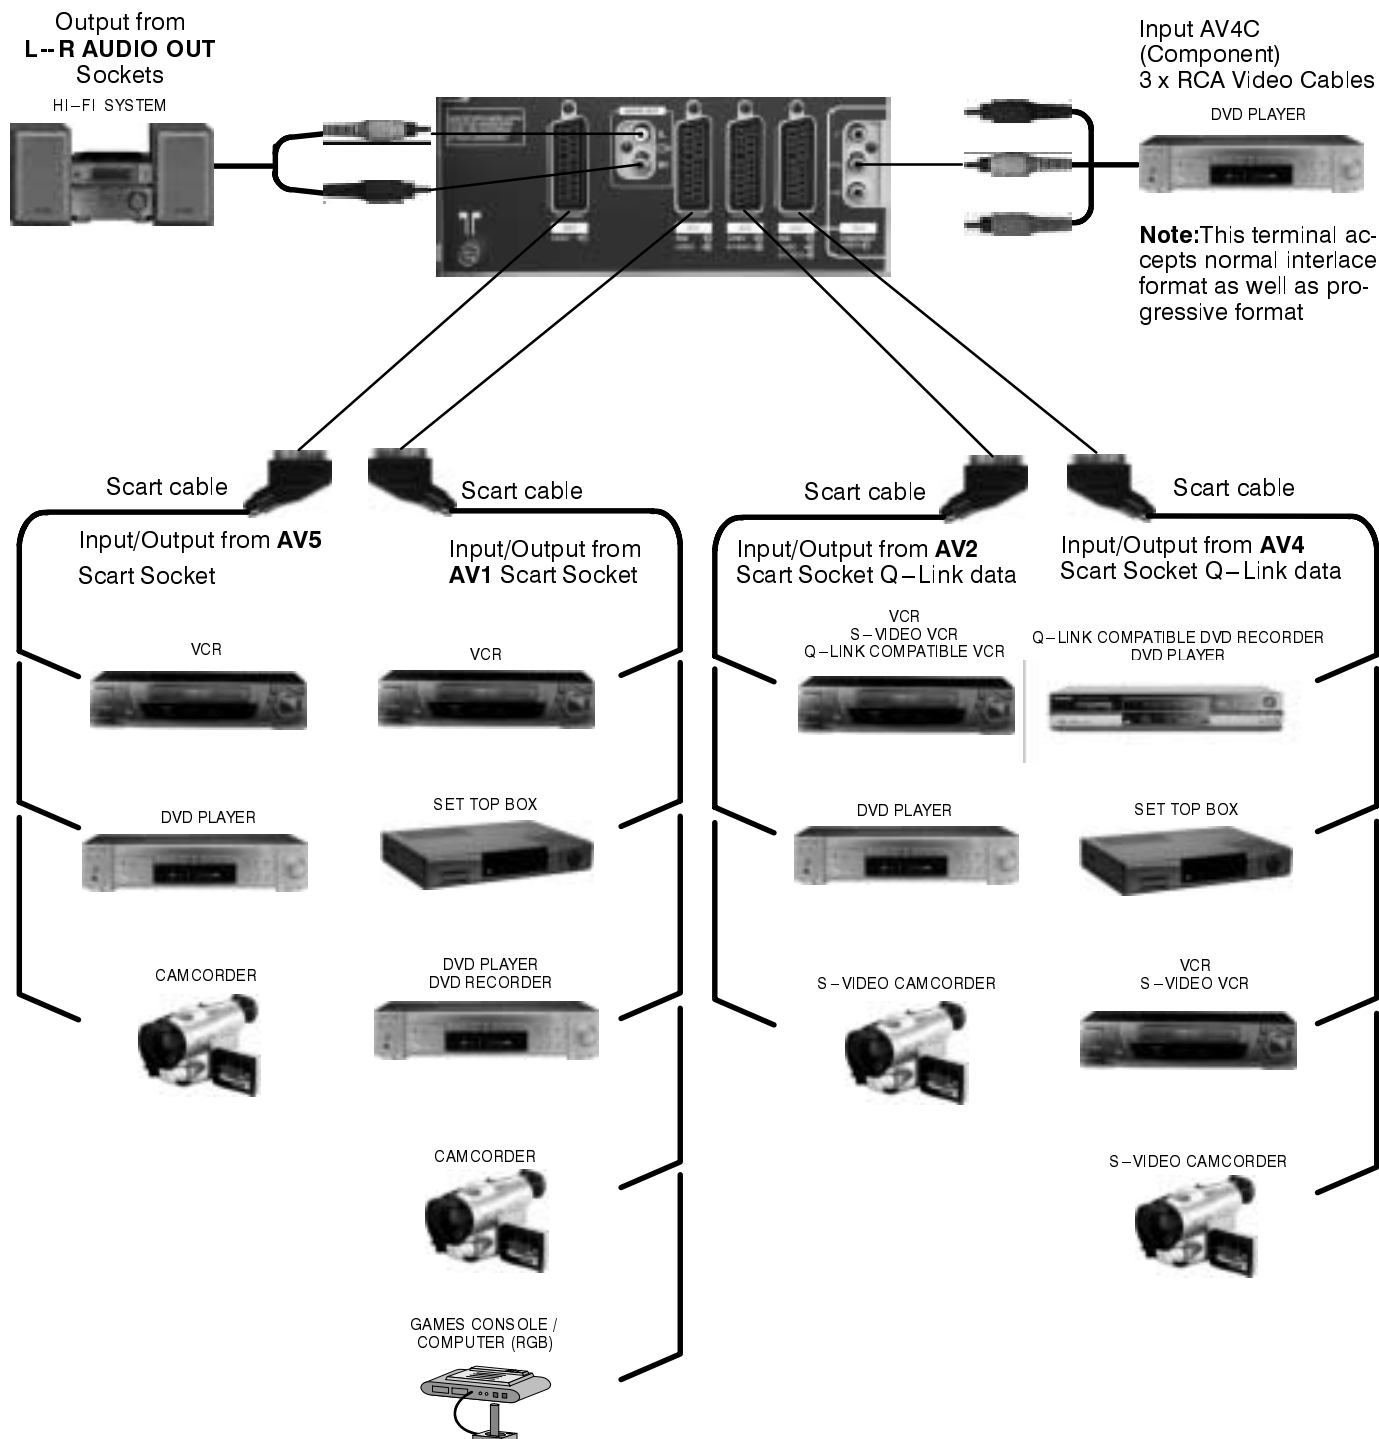 Output from
L--R AUDIO OUT
Sockets
HI-FI SYSTEM
Input AV4C
(Component)
3 x RCA Video Cables
DVD PLAYER
Note:This terminal ac-
cepts normal interlace
format as well as pro-
gressive format
Scart cable
Input/Output from AV5
Scart Socket
VCR
DVD PLAYER
CAMCORDER
Scart cable
Input/Output from
AV1 Scart Socket
VCR
SET TOP BOX
DVD PLAYER
DVD RECORDER
CAMCORDER
GAMES CONSOLE /
COMPUTER (RGB)
Scart cable
Input/Output from AV2
Scart Socket Q-Link data
VCR
S-VIDEO VCR
Q-LINK COMPATIBLE VCR
DVD PLAYER
S-VIDEO CAMCORDER
Scart cable
Input/Output from AV4
Scart Socket Q-Link data
Q-LINK COMPATIBLE DVD RECORDER
DVD PLAYER
SET TOP BOX
VCR
S-VIDEO VCR
S-VIDEO CAMCORDER